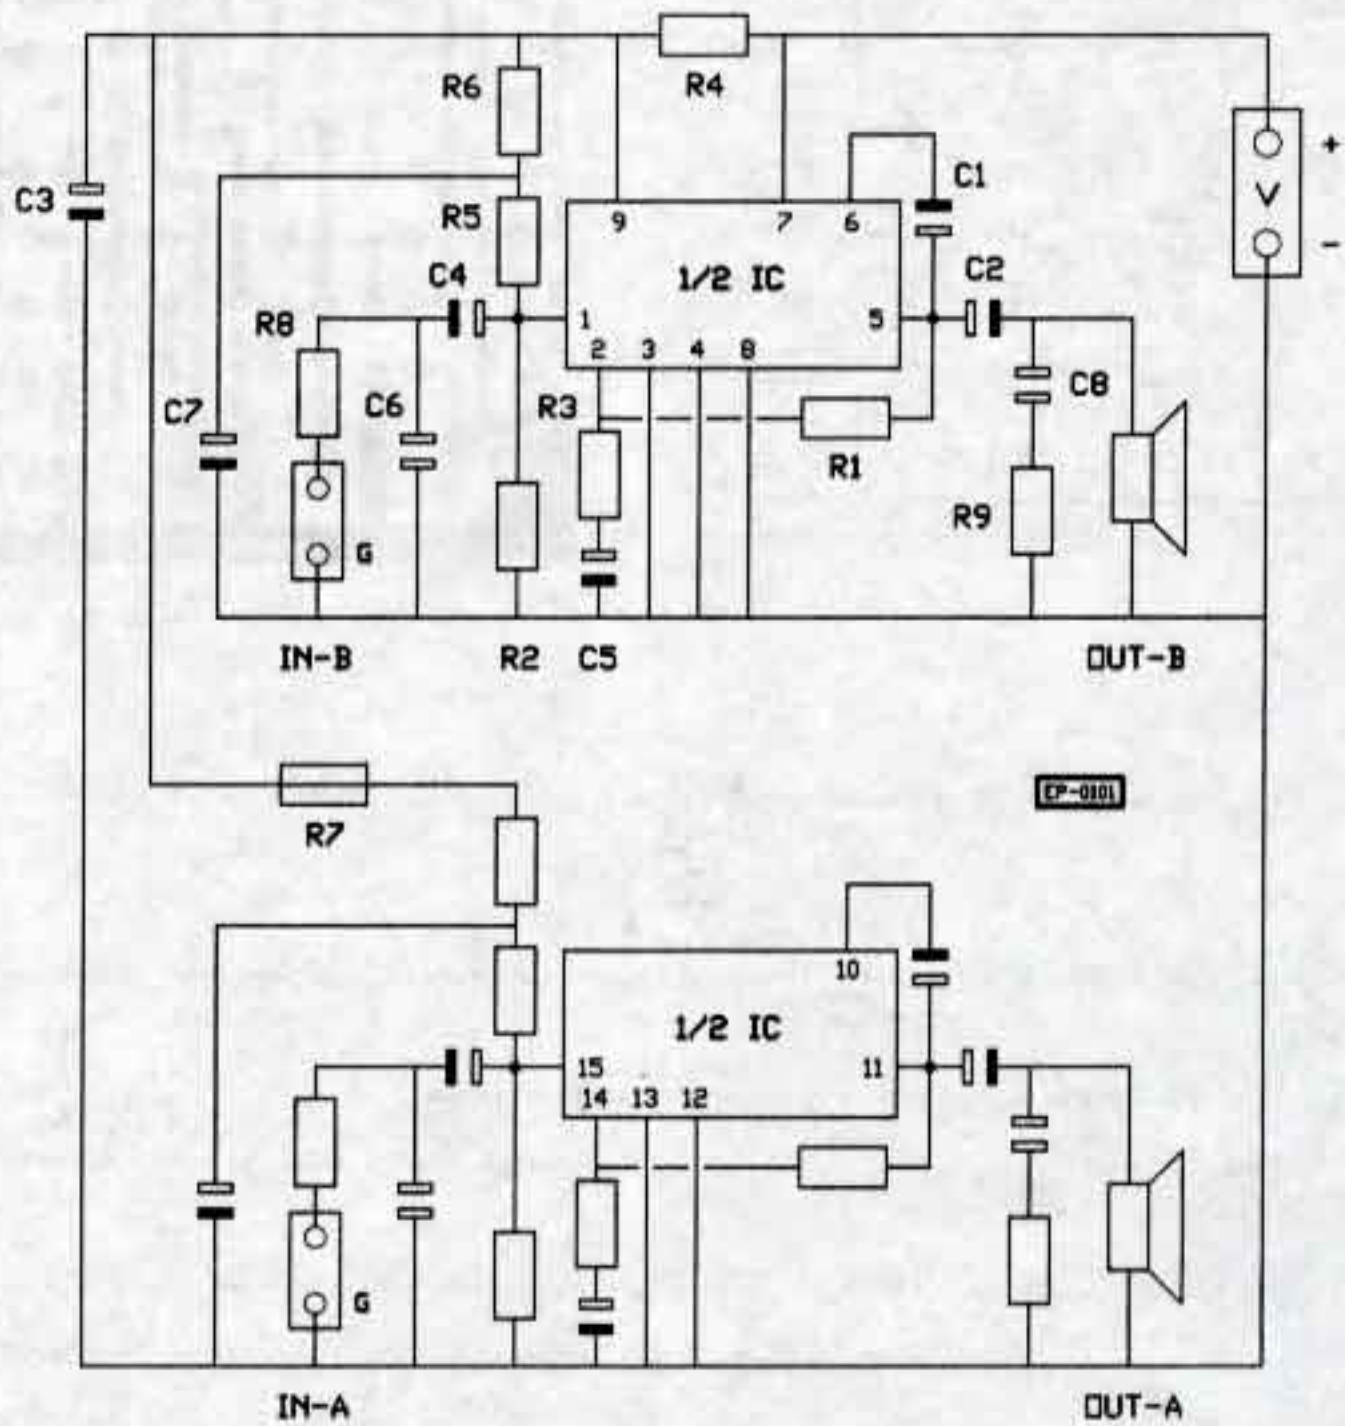 R6
R4
C3
R5
C1
+
V
-
9
7
6
1/2 IC
C4
C2
R8
1
5
2
3
4
8
C7
C6
R3
R1
C8
R9
G
IN-B
R2
C5
OUT-B
R7
EP-0101
10
1/2 IC
15
11
14
13
12
G
IN-A
OUT-A